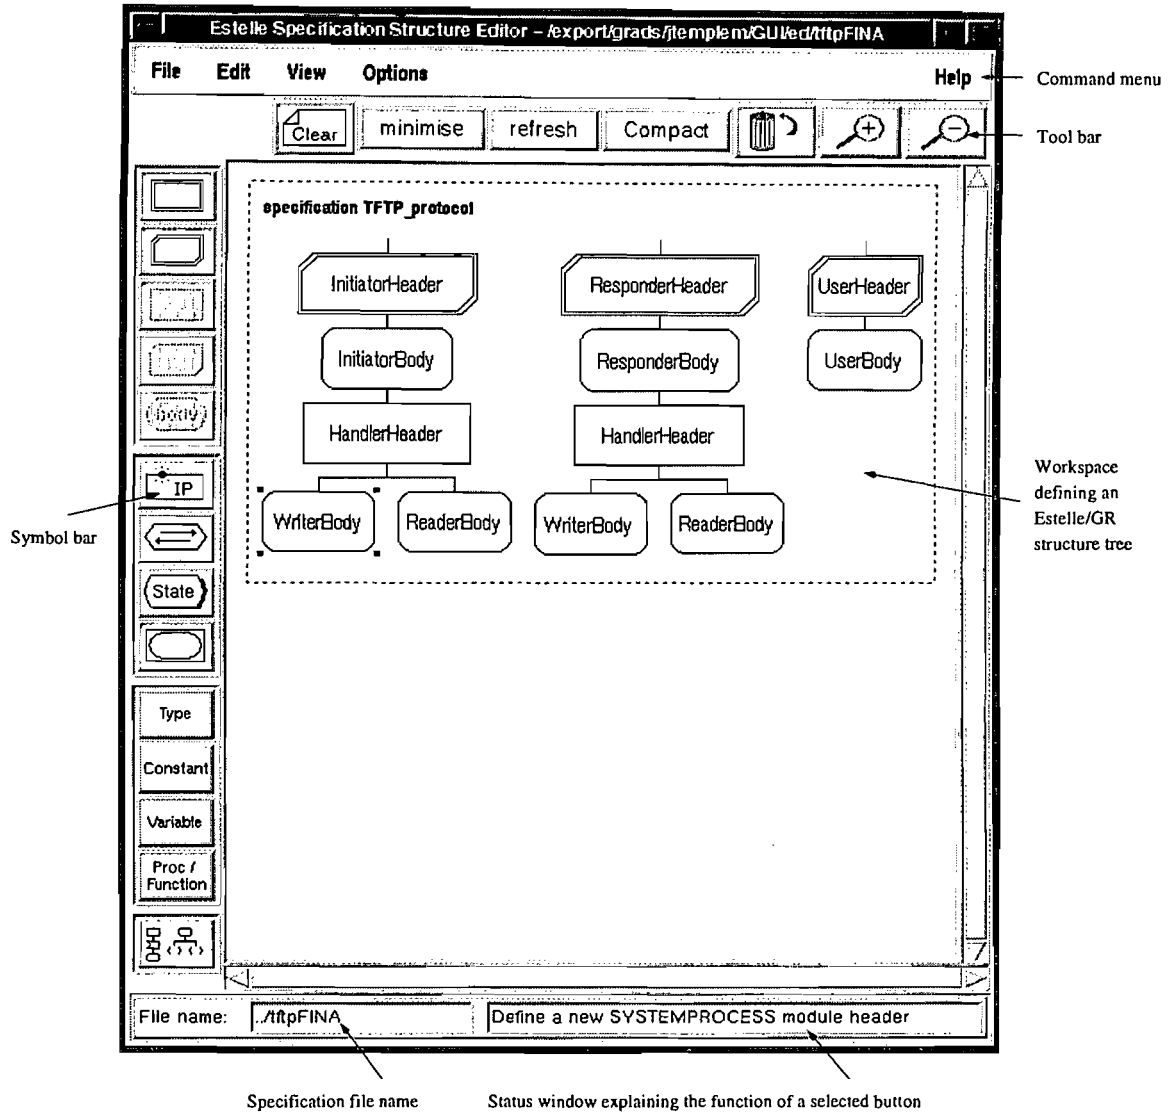 Estelle Specification Structure Editor – /export/grads/jtemplem/GUI/ed/tftpFINA
File Edit View Options Help
Command menu
Clear minimise refresh Compact
Tool bar
specification TFTP_protocol
InitiatorHeader ResponderHeader UserHeader
InitiatorBody ResponderBody UserBody
body
HandlerHeader HandlerHeader
Workspace
defining an
Estelle/GR
structure tree
IP
Symbol bar
WriterBody ReaderBody WriterBody ReaderBody
State
Type
Constant
Variable
Proc /
Function
File name: ../tftpFINA Define a new SYSTEMPROCESS module header
Specification file name Status window explaining the function of a selected button